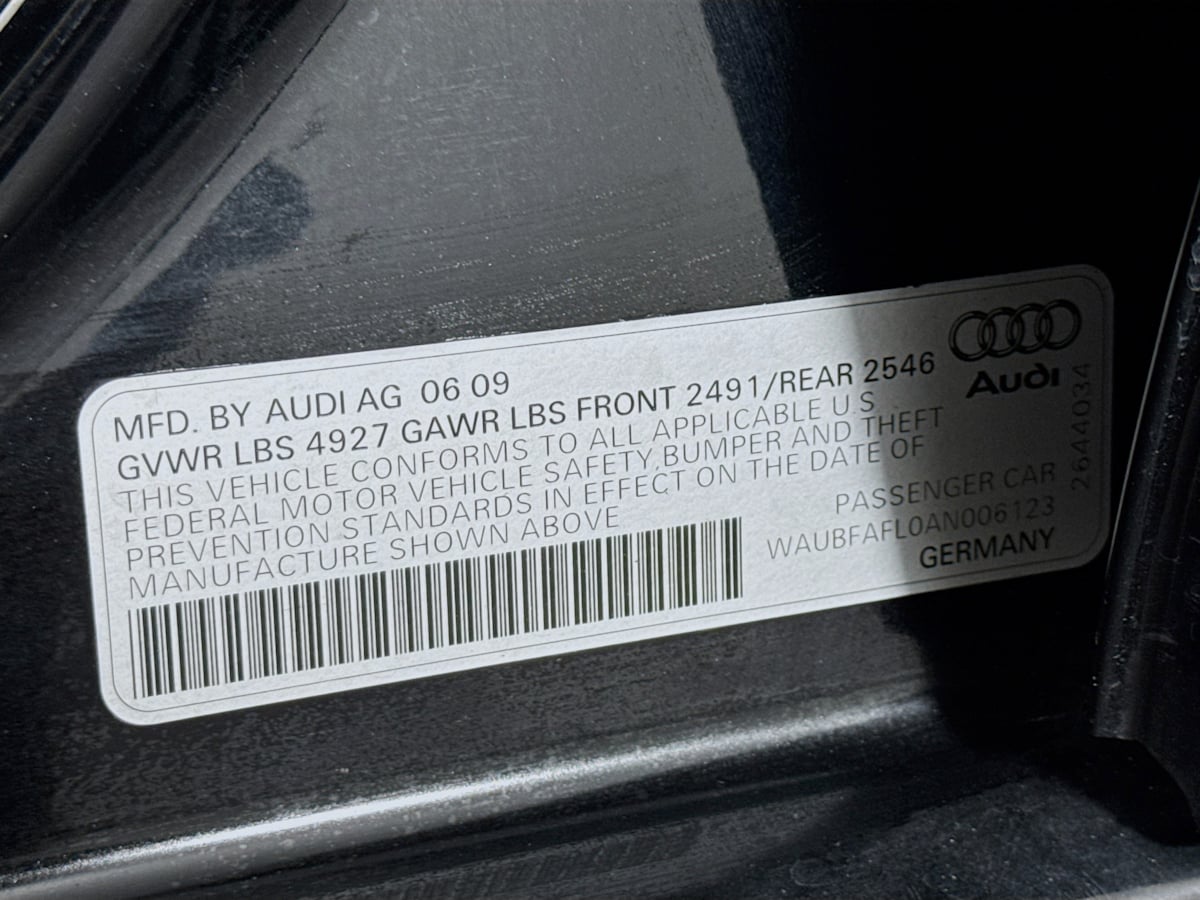 MFD. BY AUDI AG 06 09
GVWR LBS 4927 GAWR LBS FRONT 2491/REAR 2546
THIS VEHICLE CONFORMS TO ALL APPLICABLE U.S
FEDERAL MOTOR VEHICLE SAFETY,BUMPER AND THEFT
PREVENTION STANDARDS IN EFFECT ON THE DATE OF
MANUFACTURE SHOWN ABOVE
Audi
2644034
PASSENGER CAR
WAUBFAFL0AN006123
GERMANY